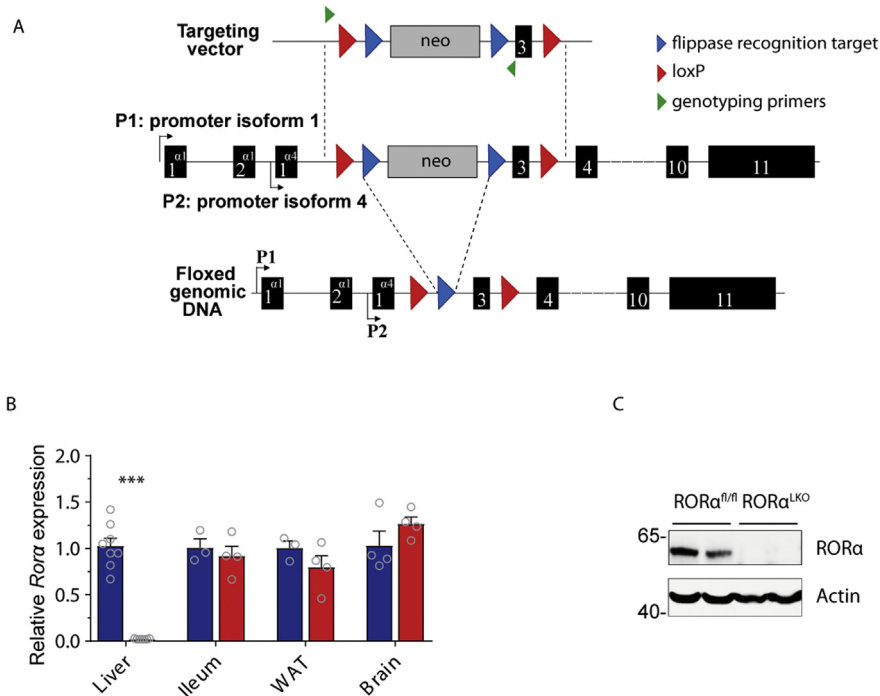 A
Targeting
vector
neo
3
flippase recognition target
loxP
genotyping primers
P1: promoter isoform 1
1 α1
2 α1
1 α4
neo
3
4
10
11
P2: promoter isoform 4
Floxed
genomic
DNA
P1
1 α1
2 α1
1 α4
3
4
10
11
P2
B
Relative Rorα expression
2.0
1.5
1.0
0.5
0.0
***
Liver
Ileum
WAT
Brain
C
RORα fl/fl RORα LKO
65-
RORα
40-
Actin